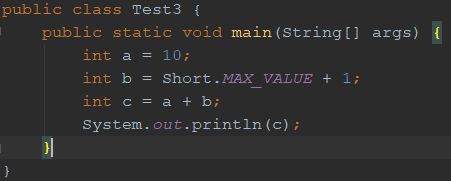 public class Test3 {
    public static void main(String[] args) {
        int a = 10;
        int b = Short.MAX_VALUE + 1;
        int c = a + b;
        System.out.println(c);
    }
}